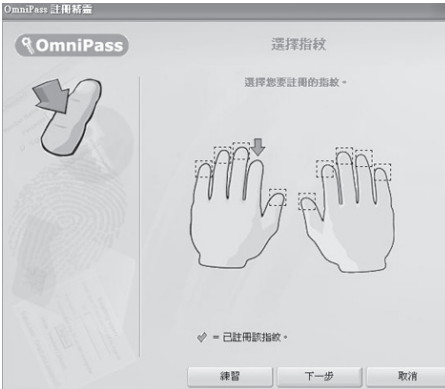 OmniPass 註冊精靈
OmniPass
選擇指紋
選擇您要註冊的指紋。
= 已註冊該指紋。
練習
下一步
取消